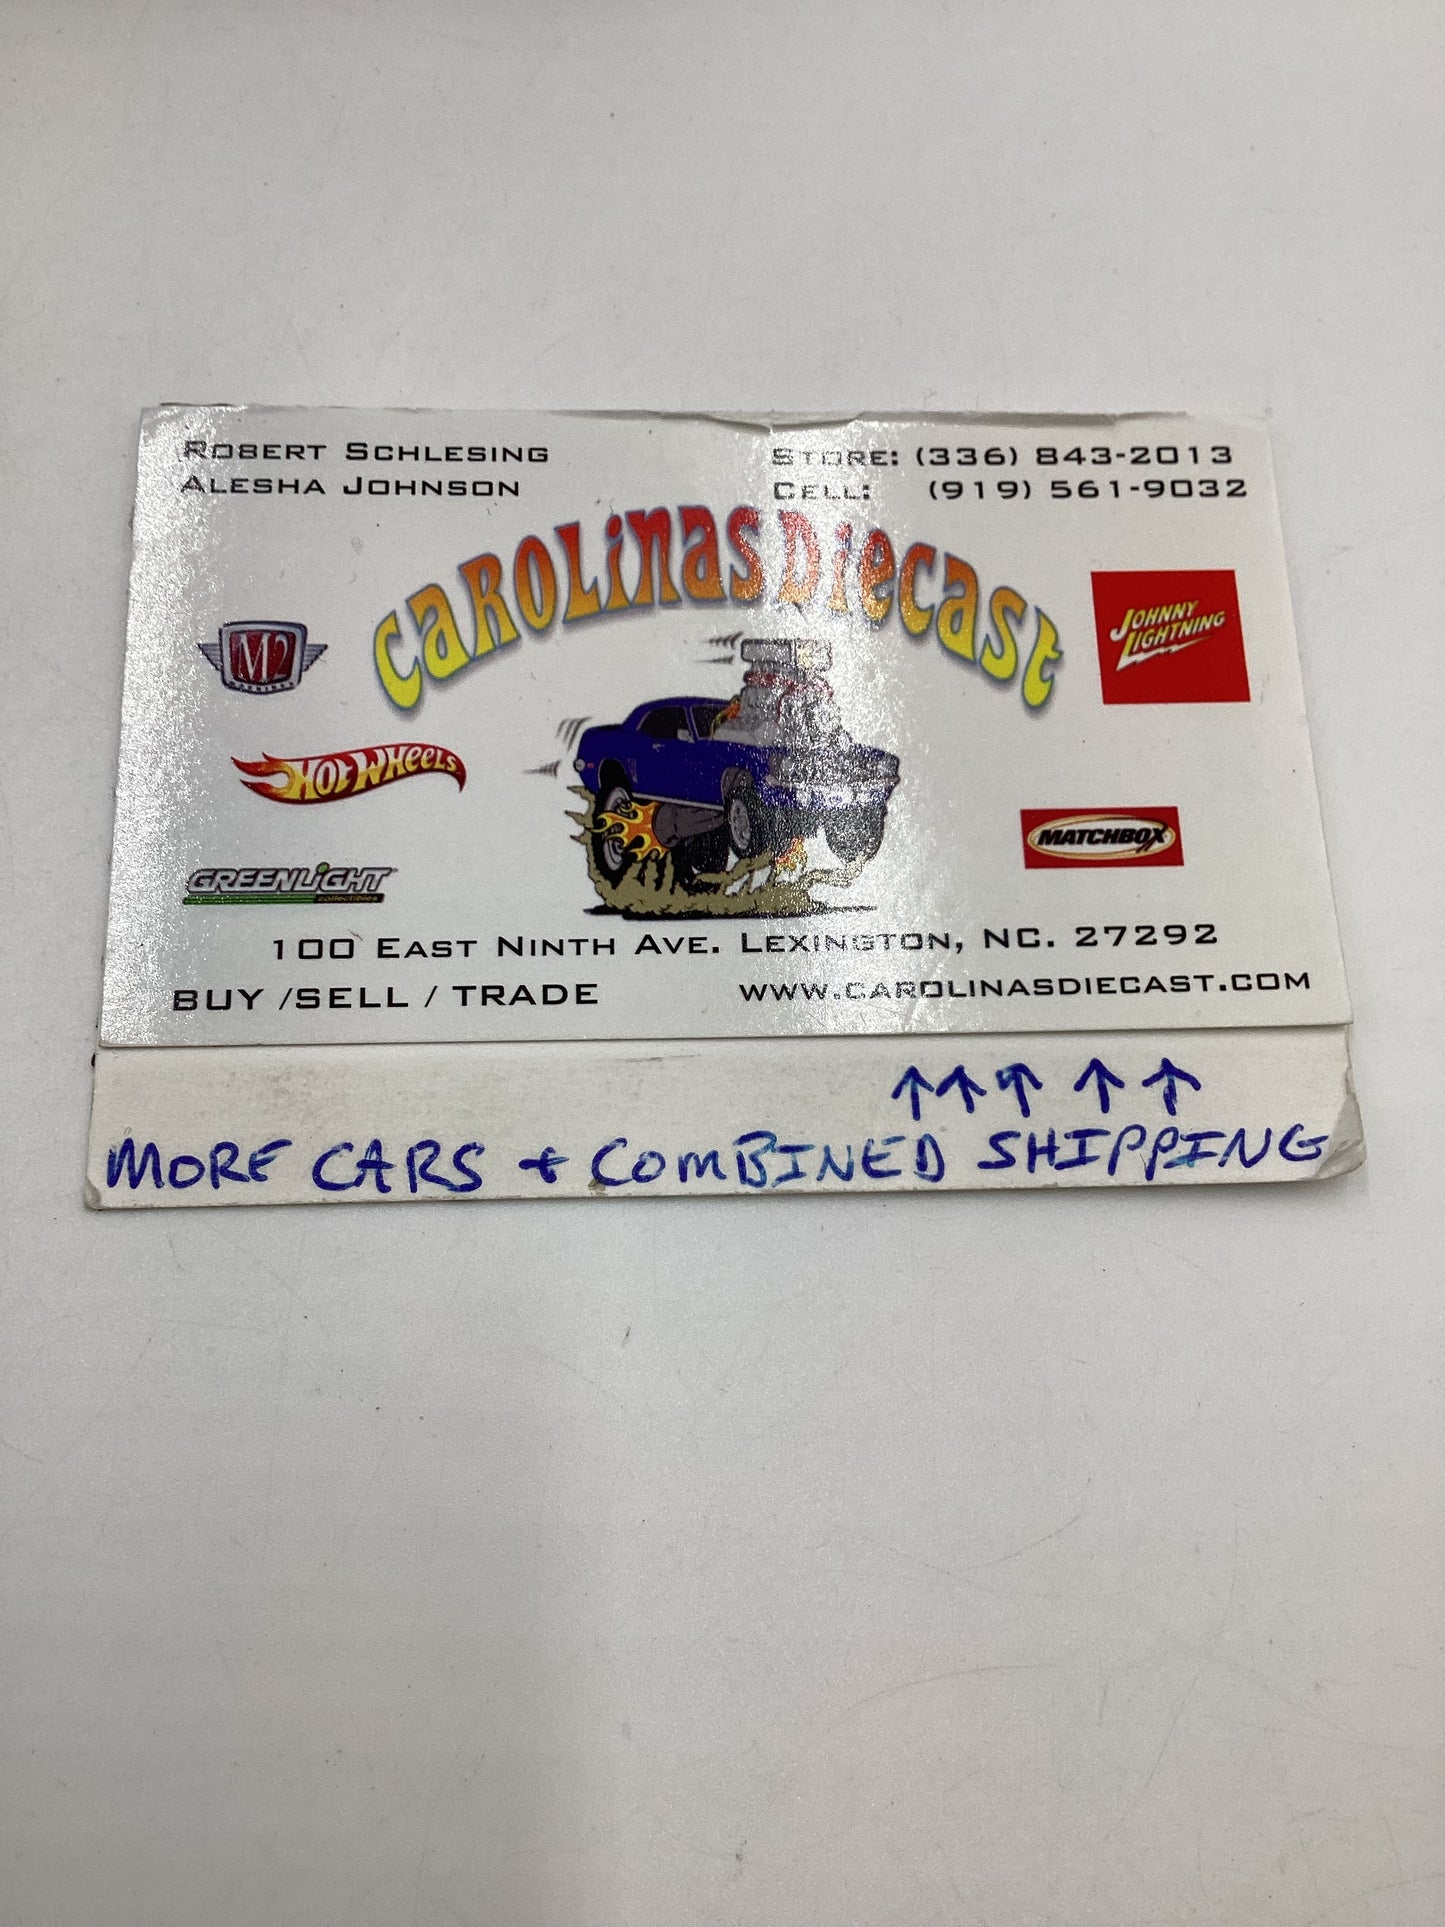 ROBERT SCHLESING
ALESHA JOHNSON
STORE: (336) 843-2013
CELL: (919) 561-9032
CAROLINAS DIECAST
M2
MACHINES
JOHNNY
LIGHTNING
HOT WHEELS
MATCHBOX
GREENLIGHT
collectibles
100 EAST NINTH AVE. LEXINGTON, NC. 27292
BUY /SELL / TRADE
WWW.CAROLINASDIECAST.COM
↑ ↑ ↑ ↑ ↑
MORE CARS + COMBINED SHIPPING